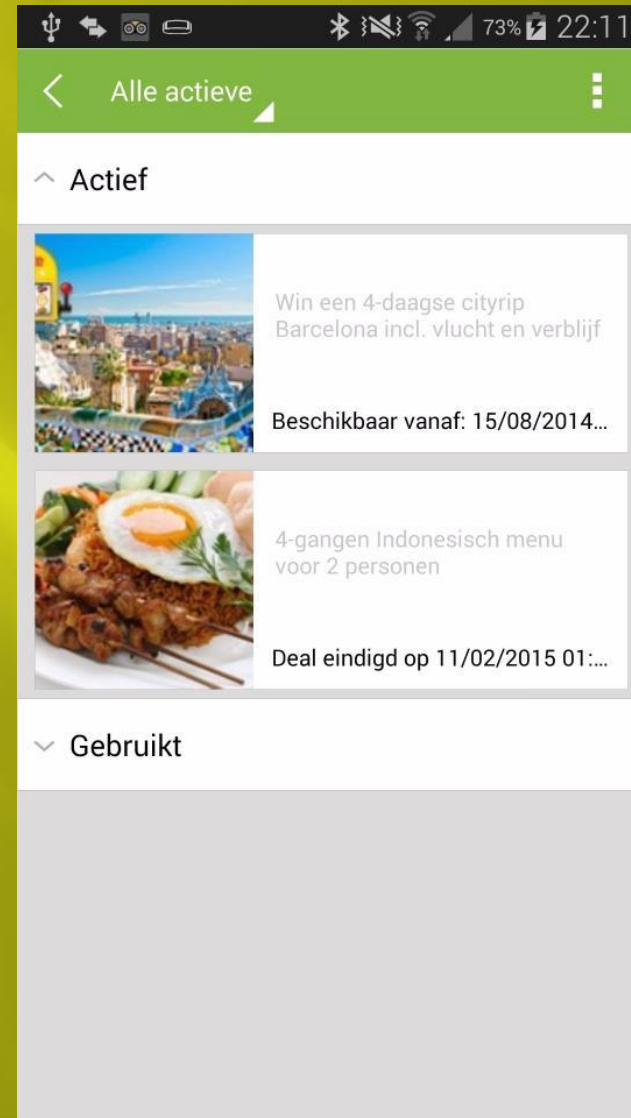 73% 22:11
Alle actieve
Actief
Win een 4-daagse cityrip
Barcelona incl. vlucht en verblijf
Beschikbaar vanaf: 15/08/2014...
4-gangen Indonesisch menu
voor 2 personen
Deal eindigd op 11/02/2015 01:...
Gebruikt